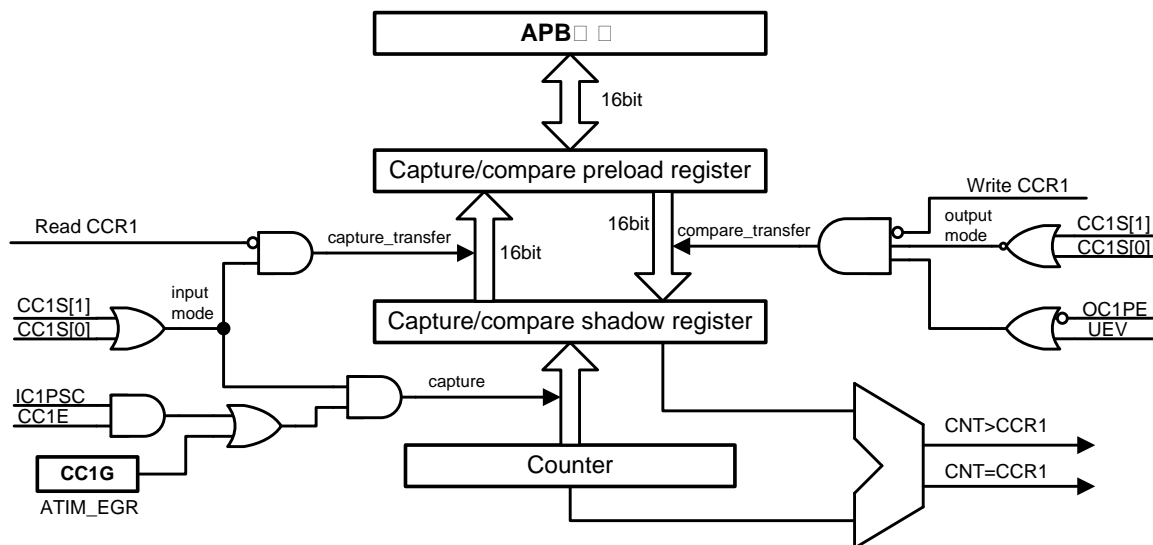 APB
16bit
Capture/compare preload register
Write CCR1
Read CCR1
capture_transfer
16bit
16bit
compare_transfer
output
mode
CC1S[1]
CC1S[0]
CC1S[1]
CC1S[0]
input
mode
Capture/compare shadow register
OC1PE
UEV
IC1PSC
CC1E
capture
CC1G
ATIM_EGR
Counter
CNT>CCR1
CNT=CCR1